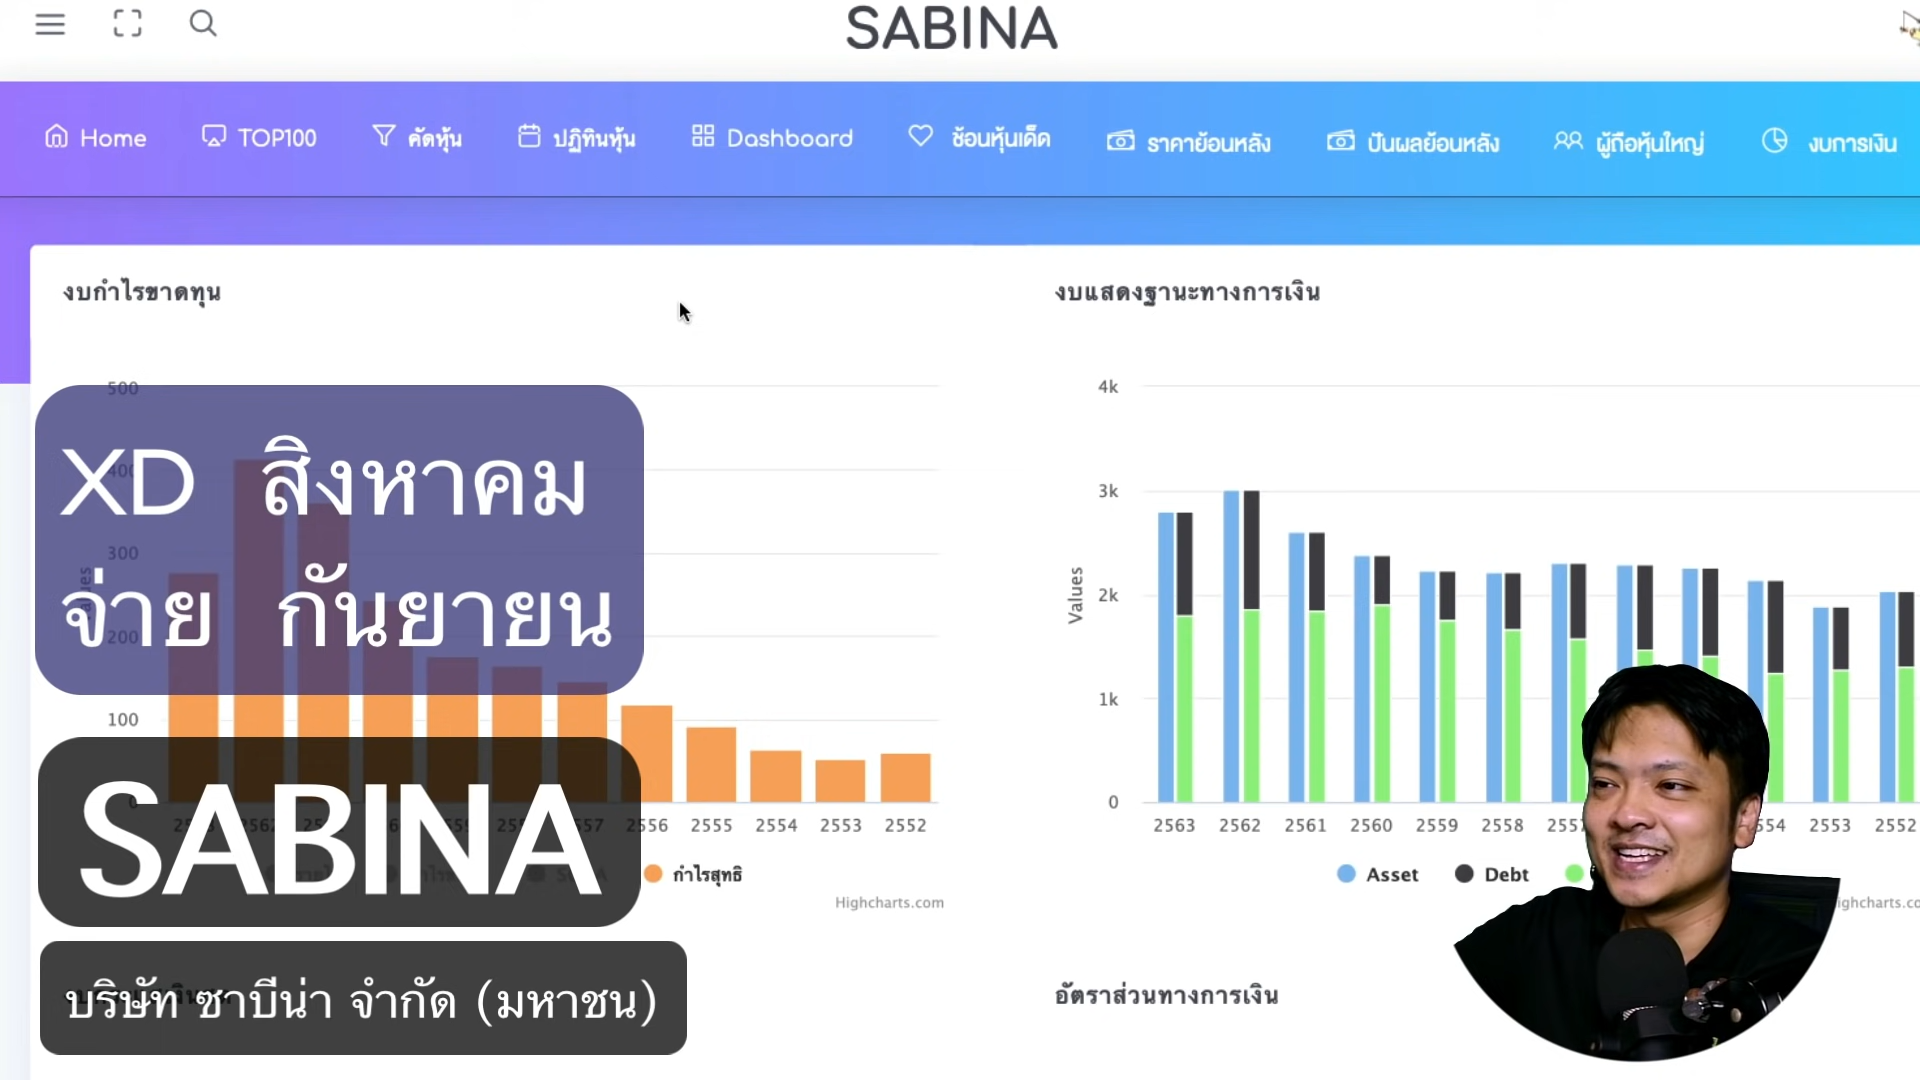 SABINA
Home
TOP100
คัดหุ้น
ปฏิทินหุ้น
Dashboard
ช้อนหุ้นเด็ด
ราคาย้อนหลัง
ปันผลย้อนหลัง
ผู้ถือหุ้นใหญ่
งบการเงิน
งบกำไรขาดทุน
500
400
300
200
100
0
XD สิงหาคม
จ่าย กันยายน
SABINA
2556 2555 2554 2553 2552
กำไรสุทธิ
Highcharts.com
บริษัท ซาบีน่า จำกัด (มหาชน)
งบแสดงฐานะทางการเงิน
4k
3k
2k
1k
0
Values
2563 2562 2561 2560 2559 2558 2553 2552
Asset Debt
อัตราส่วนทางการเงิน